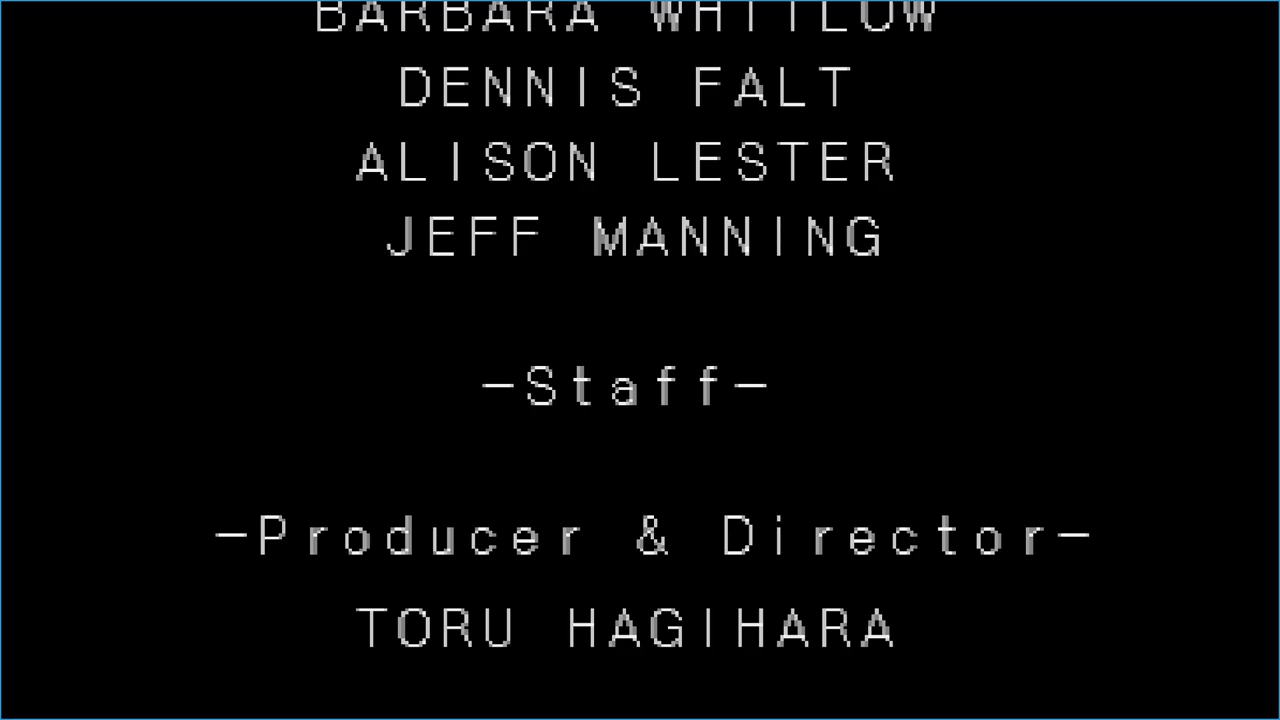 BARBARA WHITLOW
DENNIS FALT
ALISON LESTER
JEFF MANNING
-Staff-
-Producer & Director-
TORU HAGIHARA